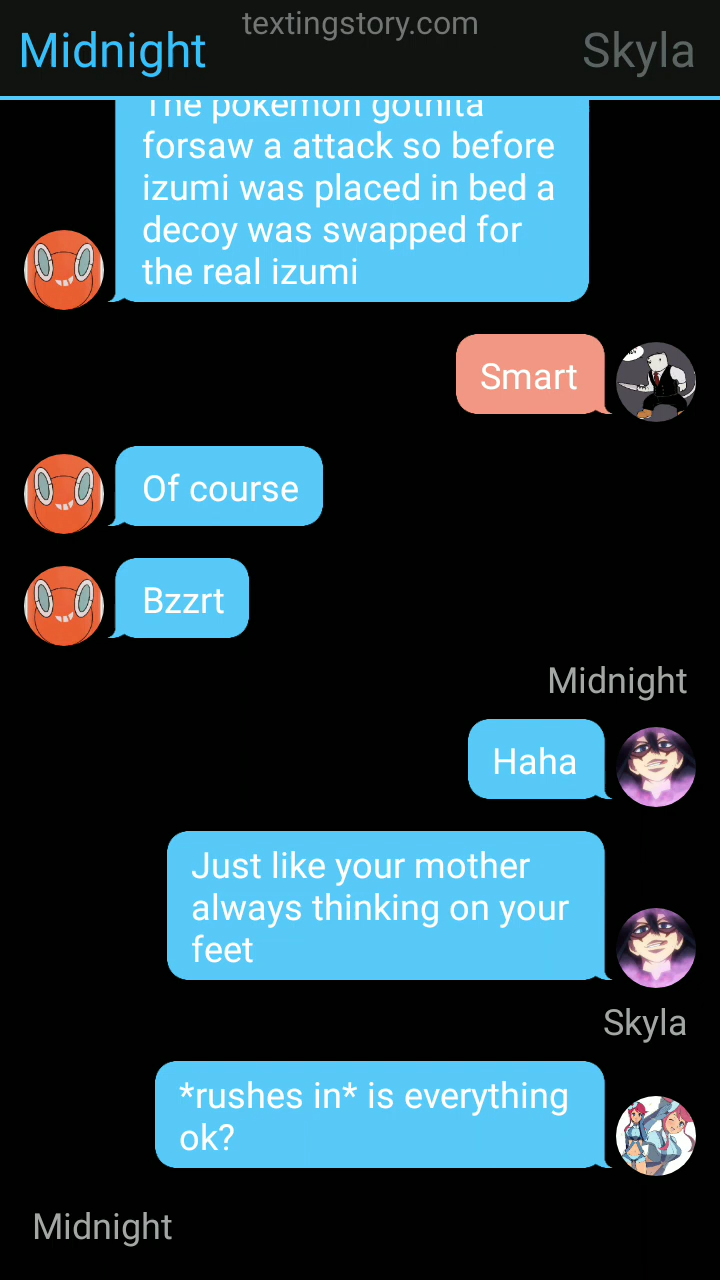 textingstory.com
Midnight
Skyla
The pokemon gothita
forsaw a attack so before
izumi was placed in bed a
decoy was swapped for
the real izumi
Smart
Of course
Bzzrt
Midnight
Haha
Just like your mother
always thinking on your
feet
Skyla
*rushes in* is everything
ok?
Midnight